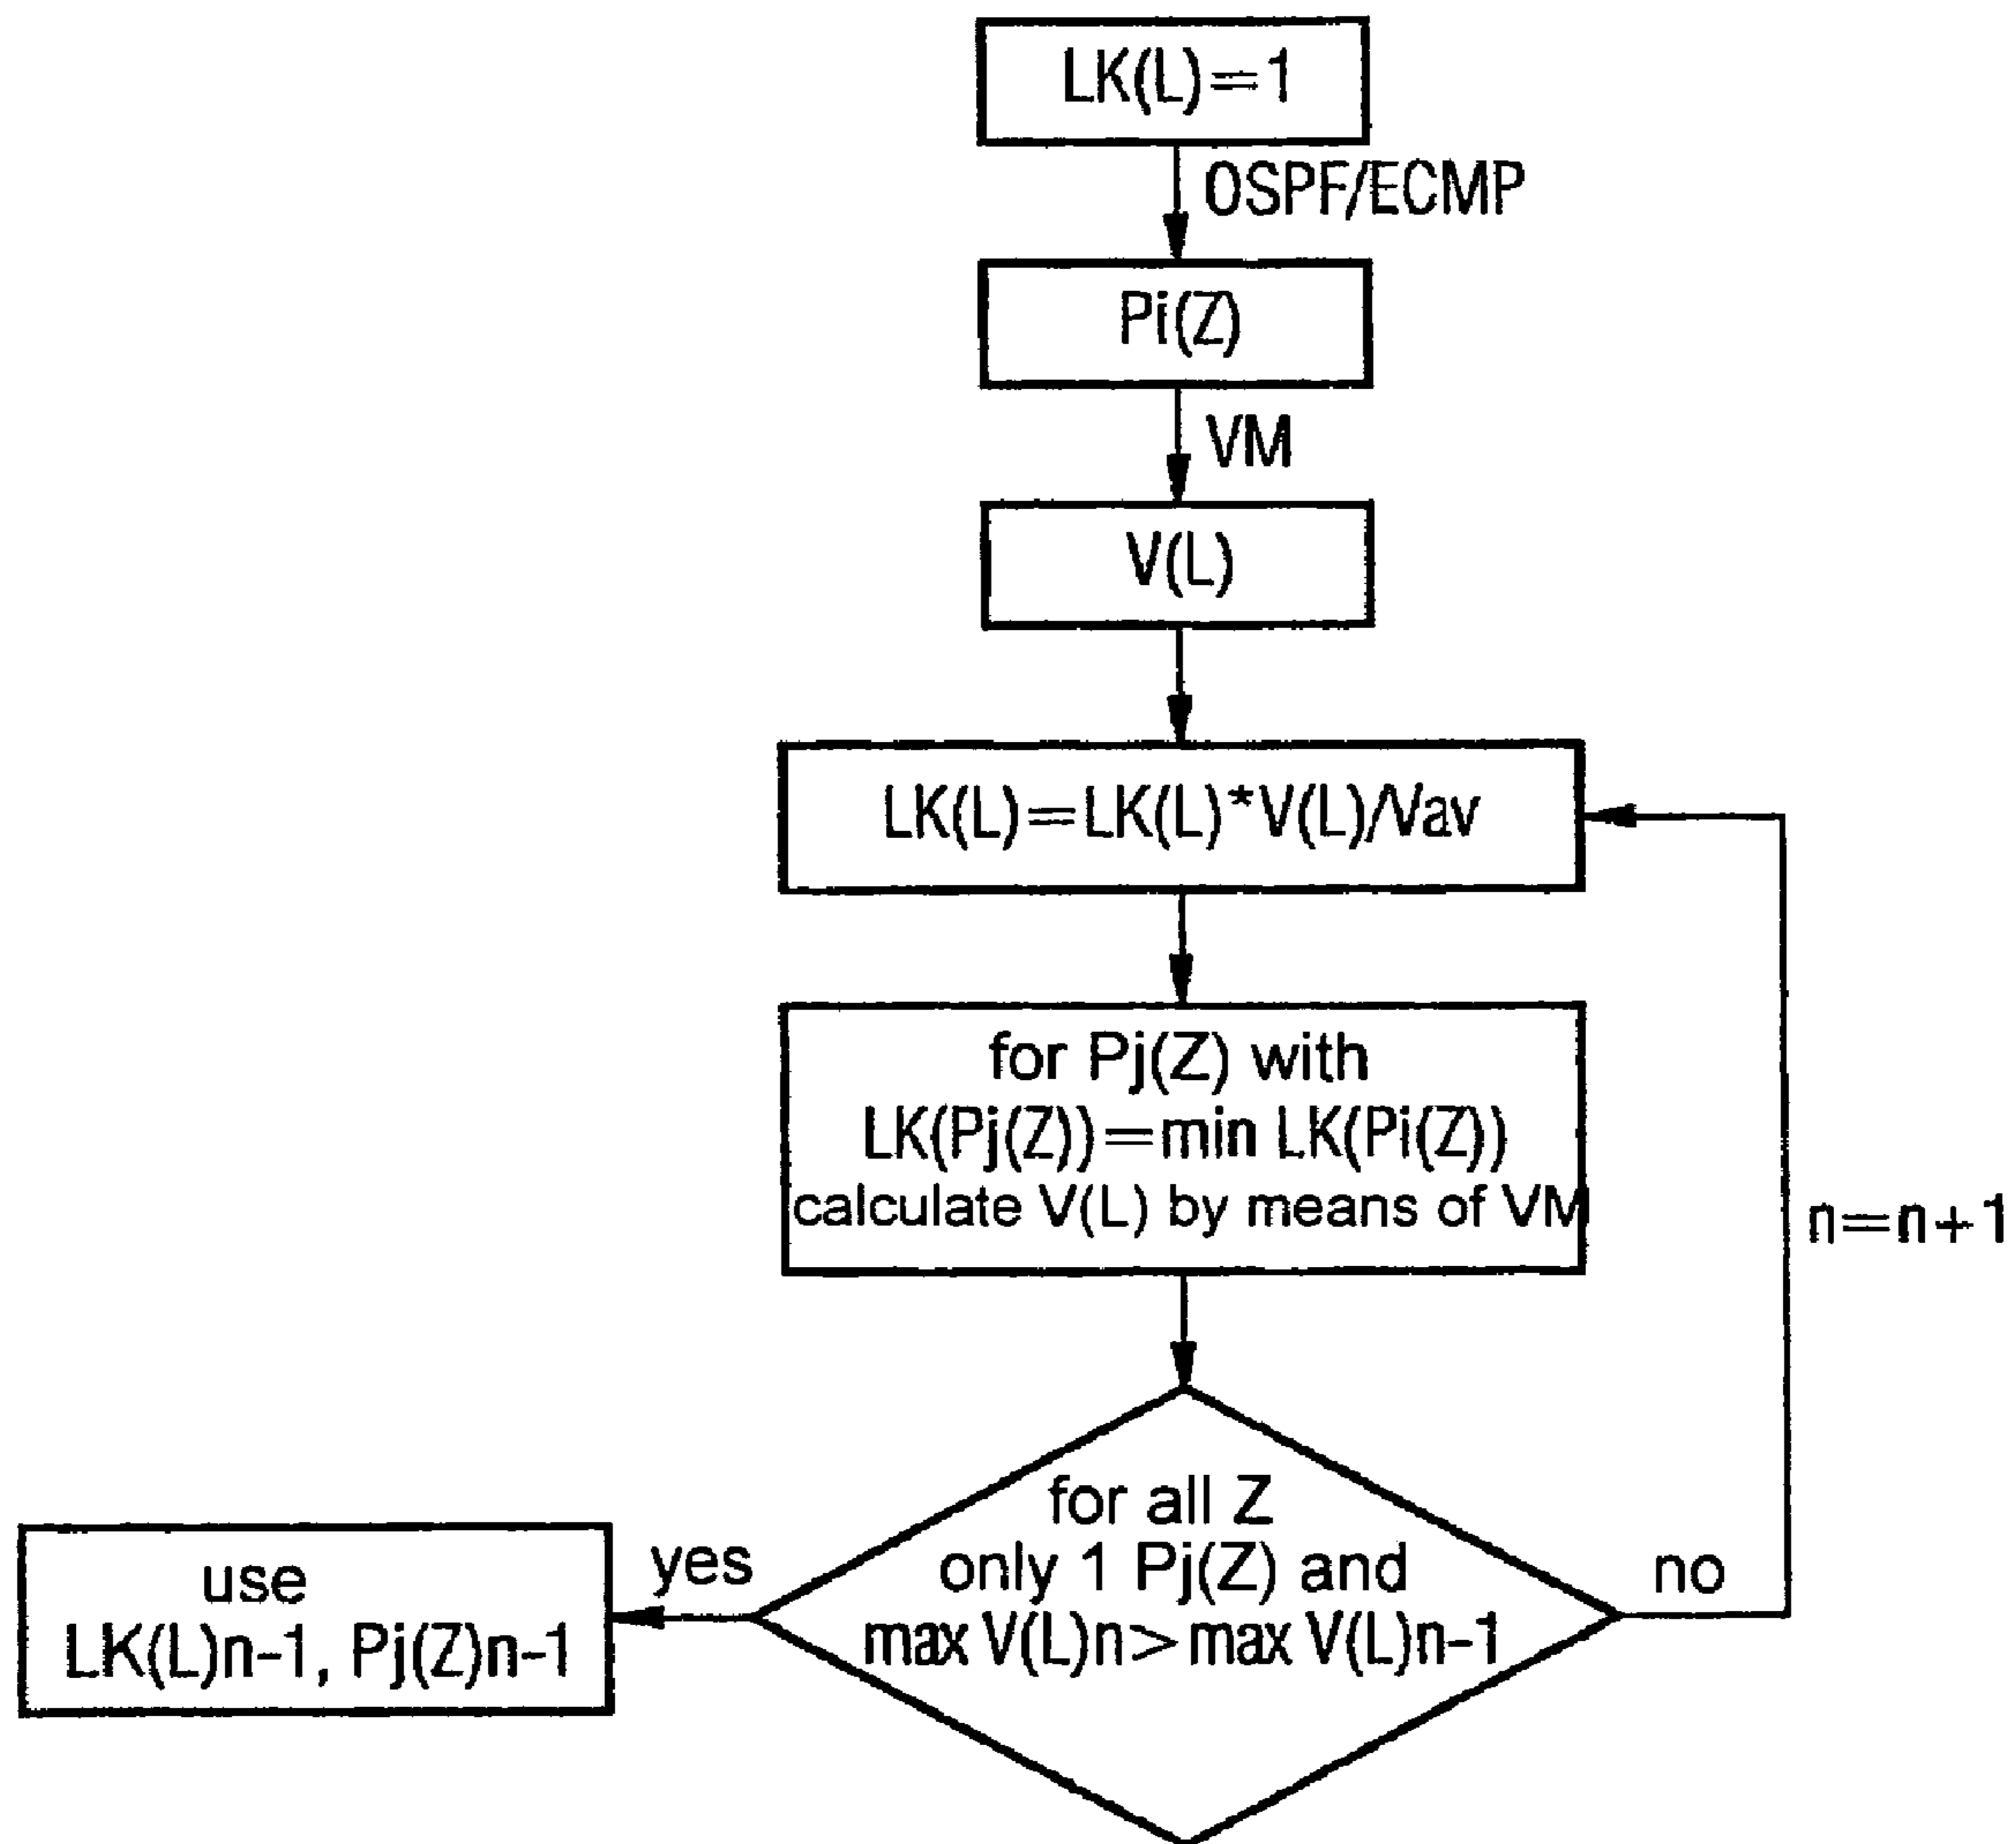 LK(L)=1
OSPF/ECMP
Pi(Z)
VM
V(L)
LK(L)=LK(L)*V(L)/Vav
for Pj(Z) with
LK(Pj(Z))=min LK(Pi(Z))
calculate V(L) by means of VM
n=n+1
for all Z
only 1 Pj(Z) and
max V(L)n>max V(L)n-1
yes
no
use
LK(L)n-1, Pj(Z)n-1